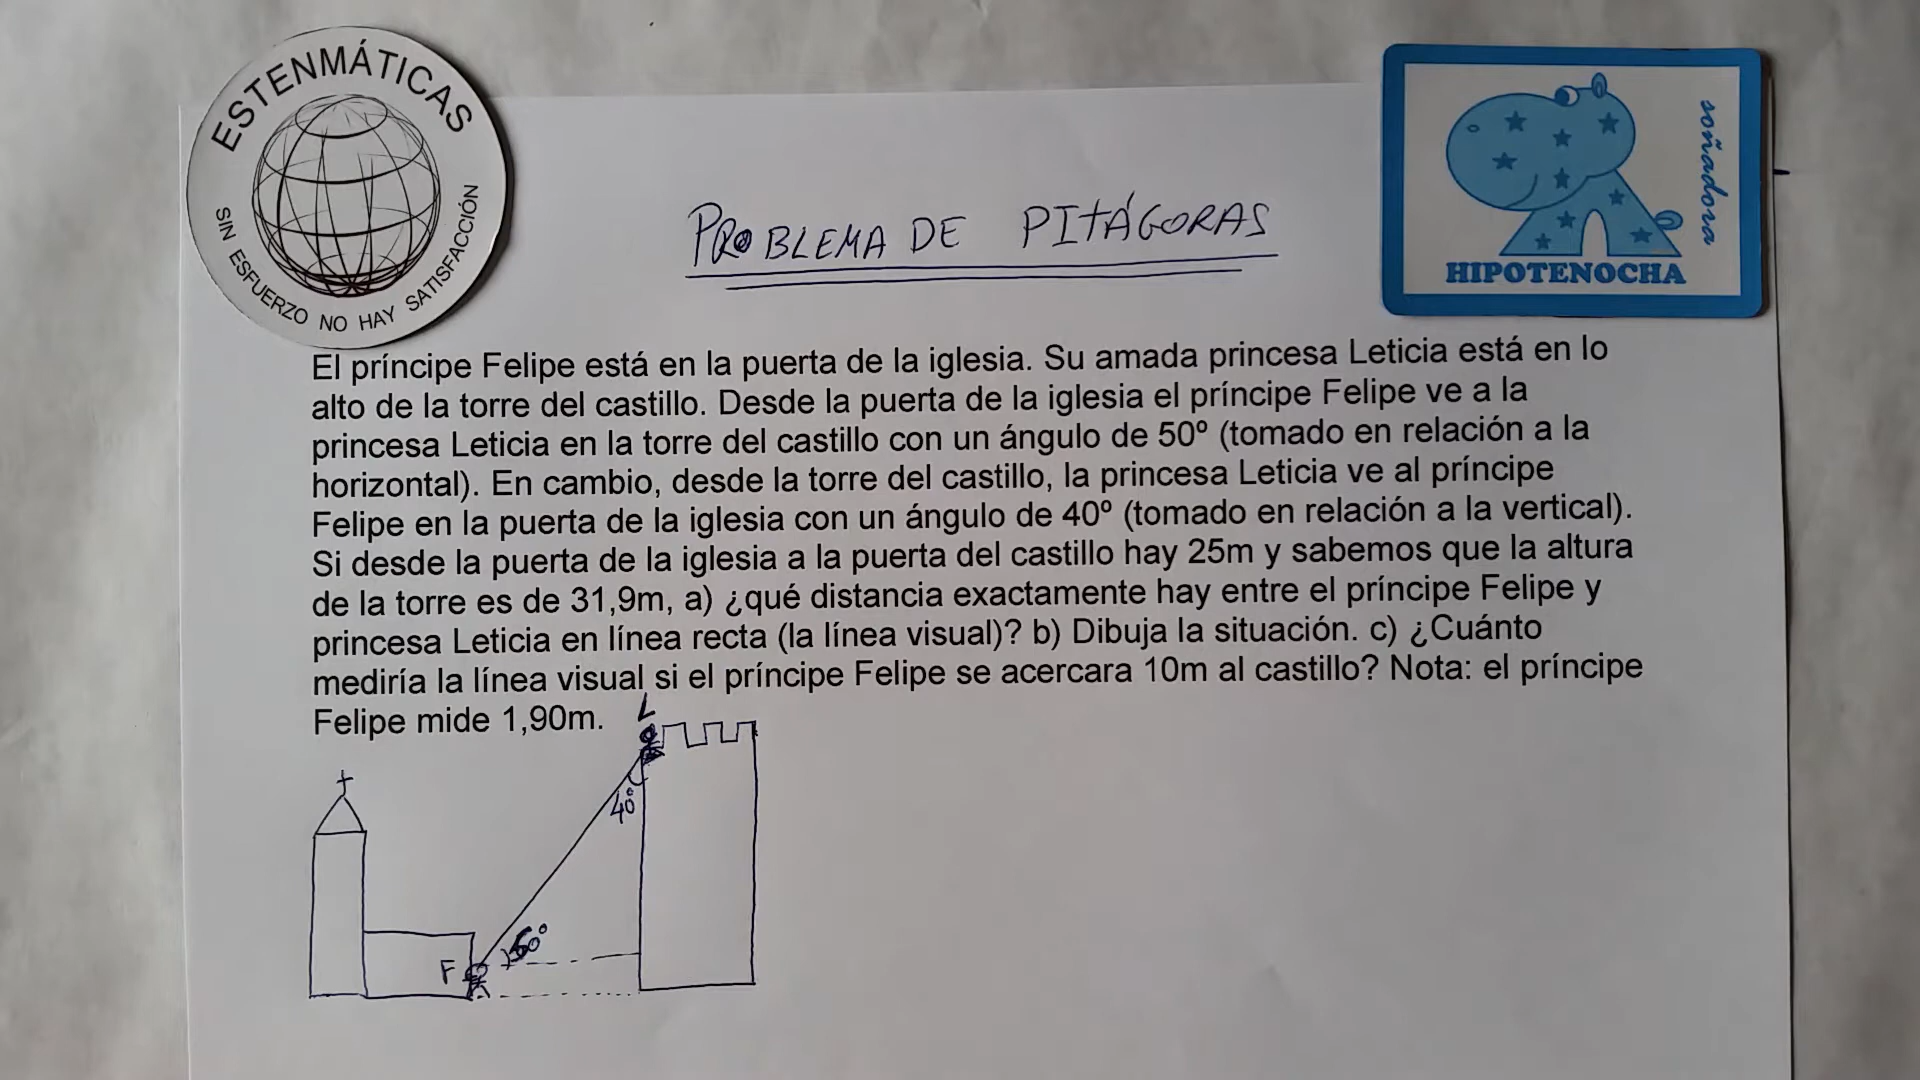 ESTENMÁTICAS
SIN ESFUERZO NO HAY SATISFACCIÓN
soñadora
HIPOTENOCHA
PROBLEMA DE PITÁGORAS
El príncipe Felipe está en la puerta de la iglesia. Su amada princesa Leticia está en lo
alto de la torre del castillo. Desde la puerta de la iglesia el príncipe Felipe ve a la
princesa Leticia en la torre del castillo con un ángulo de 50º (tomado en relación a la
horizontal). En cambio, desde la torre del castillo, la princesa Leticia ve al príncipe
Felipe en la puerta de la iglesia con un ángulo de 40º (tomado en relación a la vertical).
Si desde la puerta de la iglesia a la puerta del castillo hay 25m y sabemos que la altura
de la torre es de 31,9m, a) ¿qué distancia exactamente hay entre el príncipe Felipe y
princesa Leticia en línea recta (la línea visual)? b) Dibuja la situación. c) ¿Cuánto
mediría la línea visual si el príncipe Felipe se acercara 10m al castillo? Nota: el príncipe
Felipe mide 1,90m.
L
40°
50°
F